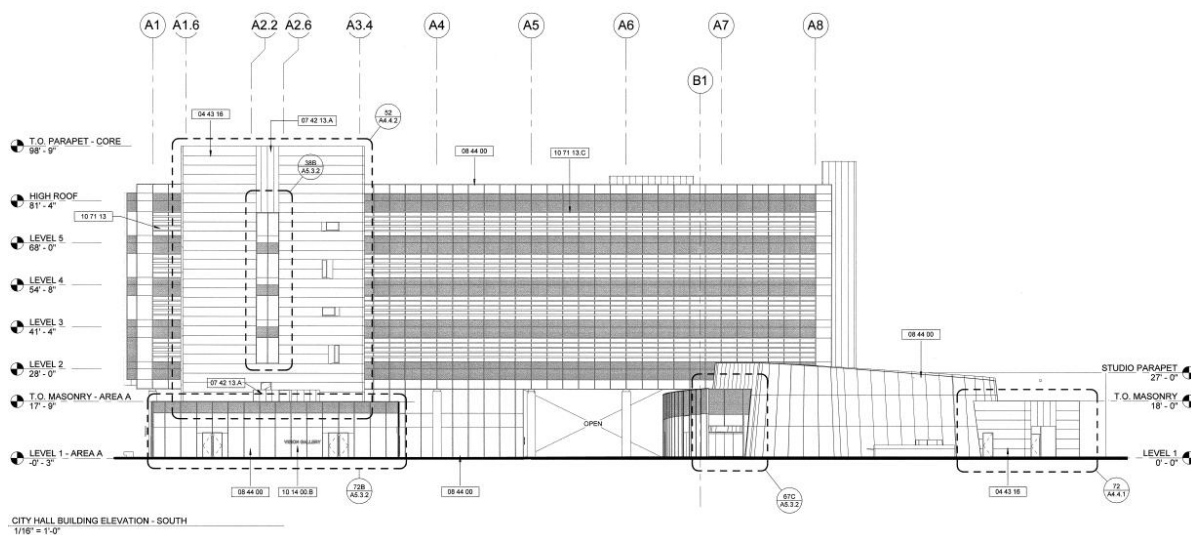 A1
A1.6
A2.2
A2.6
A3.4
A4
A5
A6
A7
A8
B1
04 43 16
07 42 13.A
52
A4.4.2
T.O. PARAPET - CORE
98' - 9"
38B
A5.3.2
08 44 00
10 71 13.C
HIGH ROOF
81' - 4"
10 71 13
LEVEL 5
68' - 0"
LEVEL 4
54' - 8"
LEVEL 3
41' - 4"
08 44 00
LEVEL 2
28' - 0"
STUDIO PARAPET
27' - 0"
07 42 13.A
T.O. MASONRY - AREA A
17' - 9"
T.O. MASONRY
18' - 0"
OPEN
VISION GALLERY
LEVEL 1 - AREA A
-0' - 3"
LEVEL 1
0' - 0"
08 44 00
10 14 00.B
72B
A5.3.2
08 44 00
67C
A5.3.2
04 43 16
72
A4.4.1
CITY HALL BUILDING ELEVATION - SOUTH
1/16" = 1'-0"